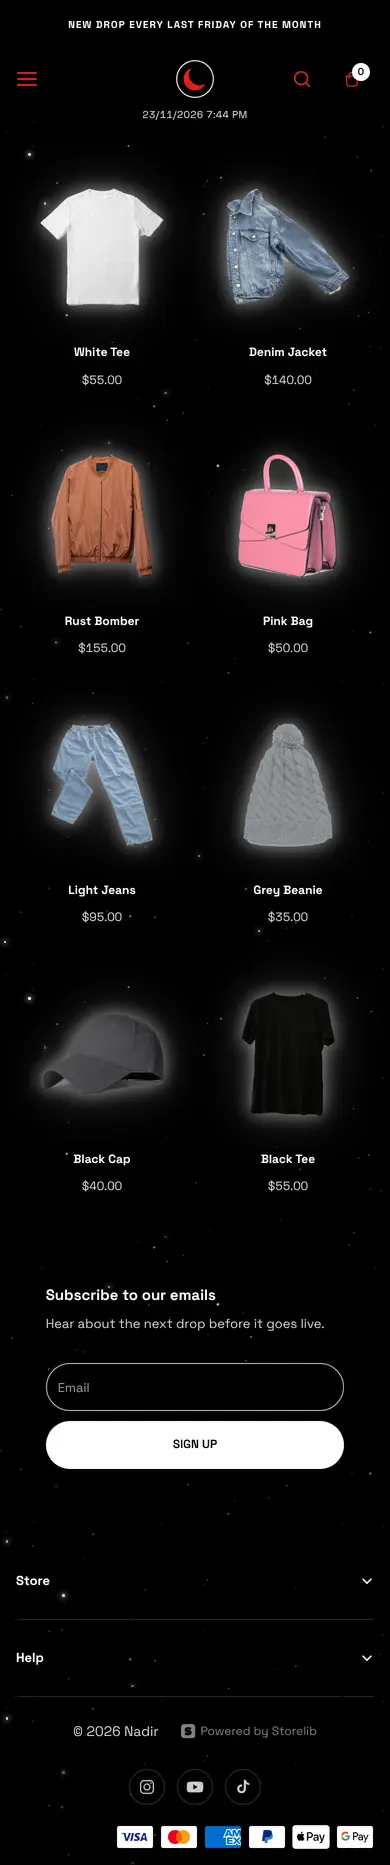 NEW DROP EVERY LAST FRIDAY OF THE MONTH
0
23/11/2026 7:44 PM
White Tee
Denim Jacket
$55.00
$140.00
Rust Bomber
Pink Bag
$155.00
$50.00
Light Jeans
Grey Beanie
$95.00
$35.00
Black Cap
Black Tee
$40.00
$55.00
Subscribe to our emails
Hear about the next drop before it goes live.
Email
SIGN UP
Store
Help
© 2026 Nadir
S Powered by Storelib
VISA
AMEX
P
Pay
G Pay